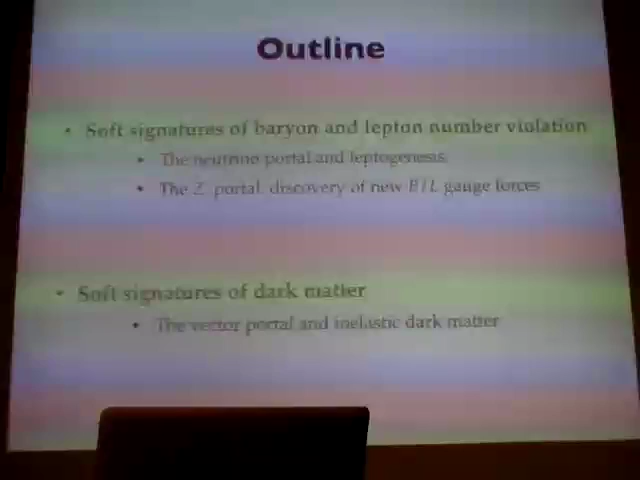 Outline
• Soft signatures of baryon and lepton number violation
• The neutrino portal and leptogenesis
• The Z portal, discovery of new B/L gauge forces
• Soft signatures of dark matter
• The vector portal and inelastic dark matter